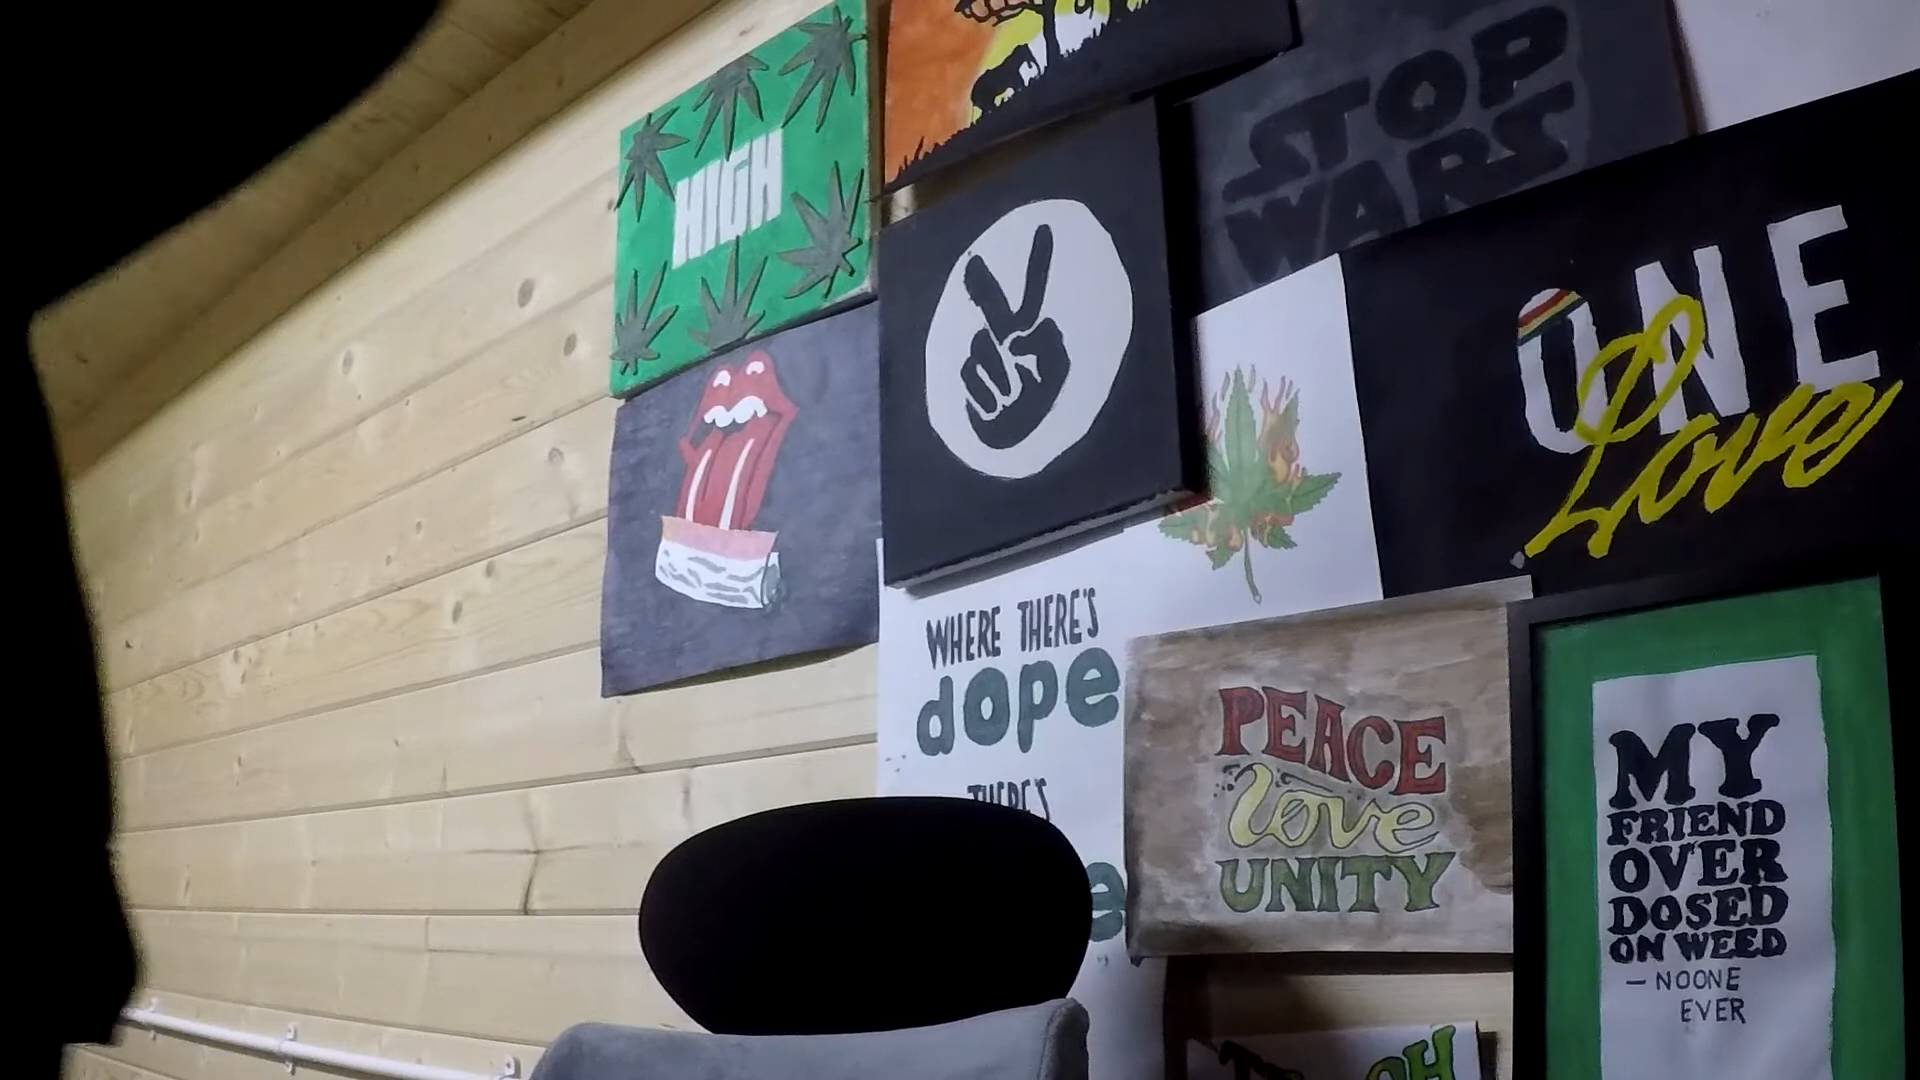 HIGH
STOP
WARS
ONE
Love
WHERE THERE'S
dope
THERE'S
PEACE
Love
UNITY
MY
FRIEND
OVER
DOSED
ON WEED
— NOONE
EVER